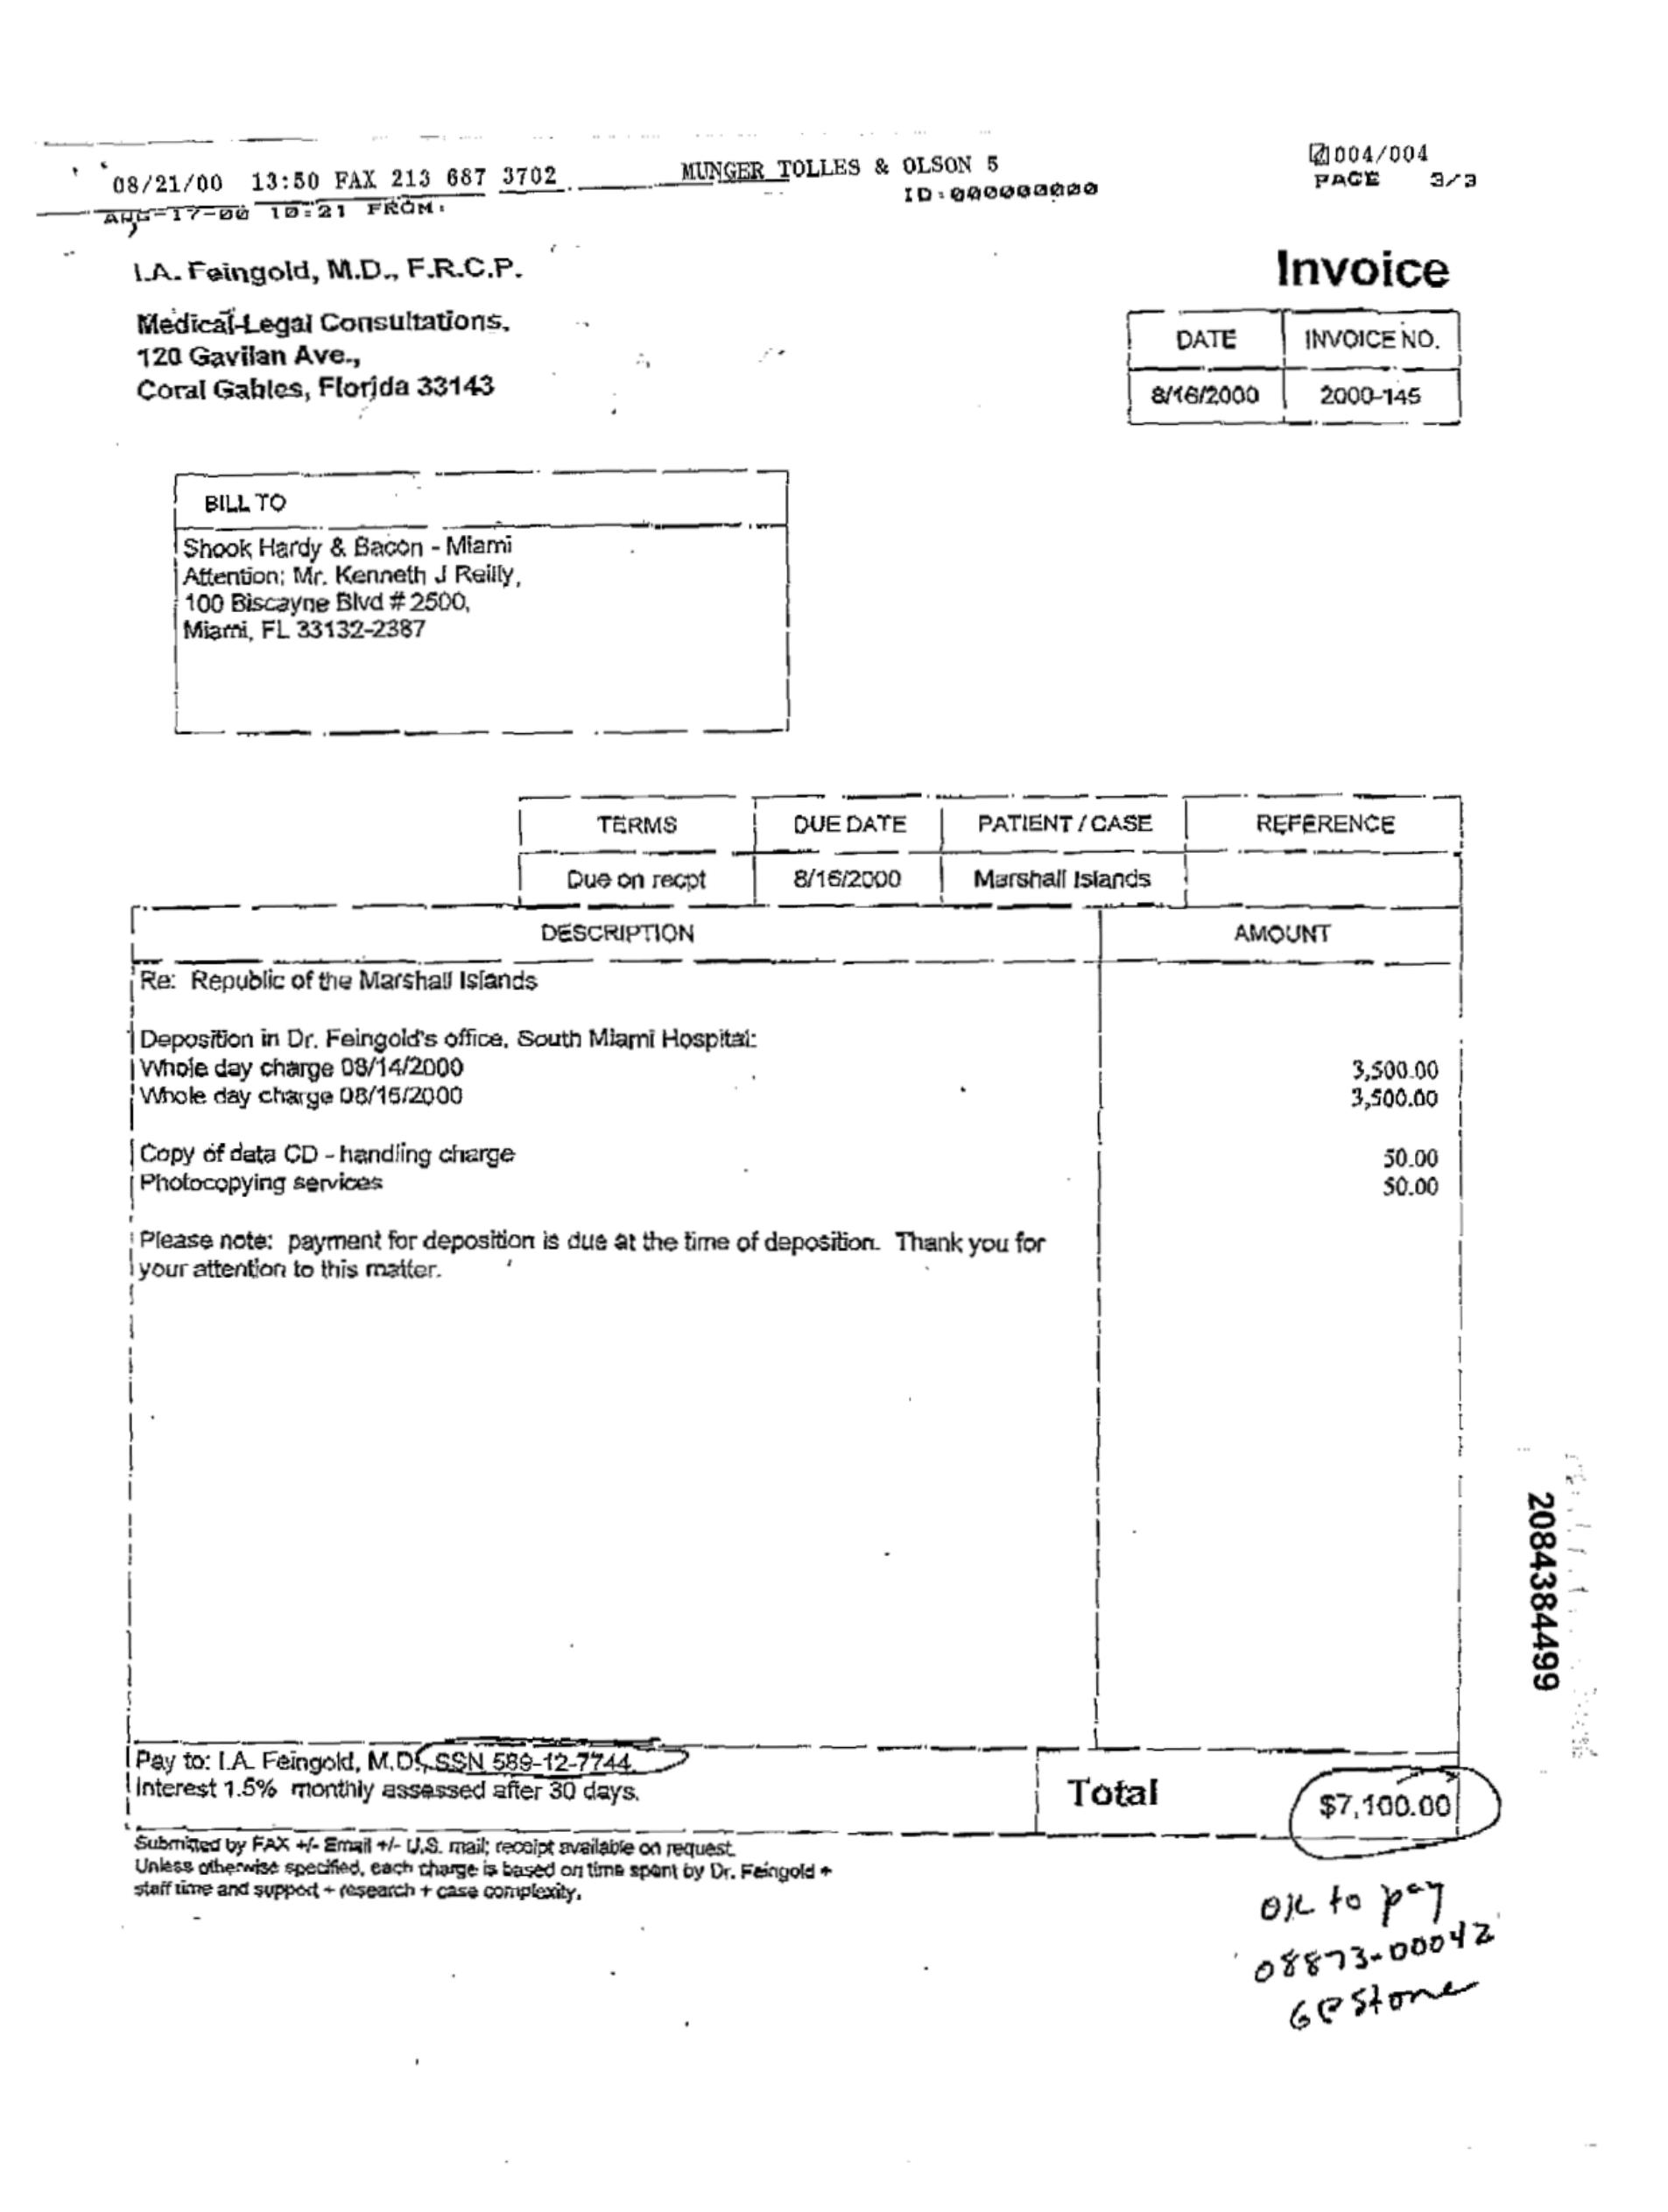 08/21/00 13:50 FAX 213 687 3702 MUNGER TOLLES & OLSON 5 004/004
ID:000000000 PAGE 3/3
AUG-17-00 10:21 FROM:
I.A. Feingold, M.D., F.R.C.P.
Invoice
Medical-Legal Consultations,
120 Gavilan Ave.,
Coral Gables, Florida 33143
DATE INVOICE NO.
8/16/2000 2000-145
BILL TO
Shook Hardy & Bacon - Miami
Attention: Mr. Kenneth J Reilly,
100 Biscayne Blvd # 2500,
Miami, FL 33132-2387
TERMS DUE DATE PATIENT / CASE REFERENCE
Due on recpt 8/16/2000 Marshall Islands
DESCRIPTION AMOUNT
Re: Republic of the Marshall Islands
Deposition in Dr. Feingold's office, South Miami Hospital:
Whole day charge 08/14/2000 3,500.00
Whole day charge 3,500.00
Copy of data CD - handling charge 50.00
Photocopying services 50.00
Please note: payment for deposition is due at the time of deposition. Thank you for
your attention to this matter.
2084384499
Pay to: I.A. Feingold, M.D., SSN 589-12-7744.
Interest 1.5% monthly assessed after 30 days.
Total $7,100.00
Submitted by FAX +/- Email +/- U.S. mail; receipt available on request.
Unless otherwise specified, each charge is based on time spent by Dr. Feingold +
staff time and support + research + case complexity.
OK to pay
08873-00042
GPStone